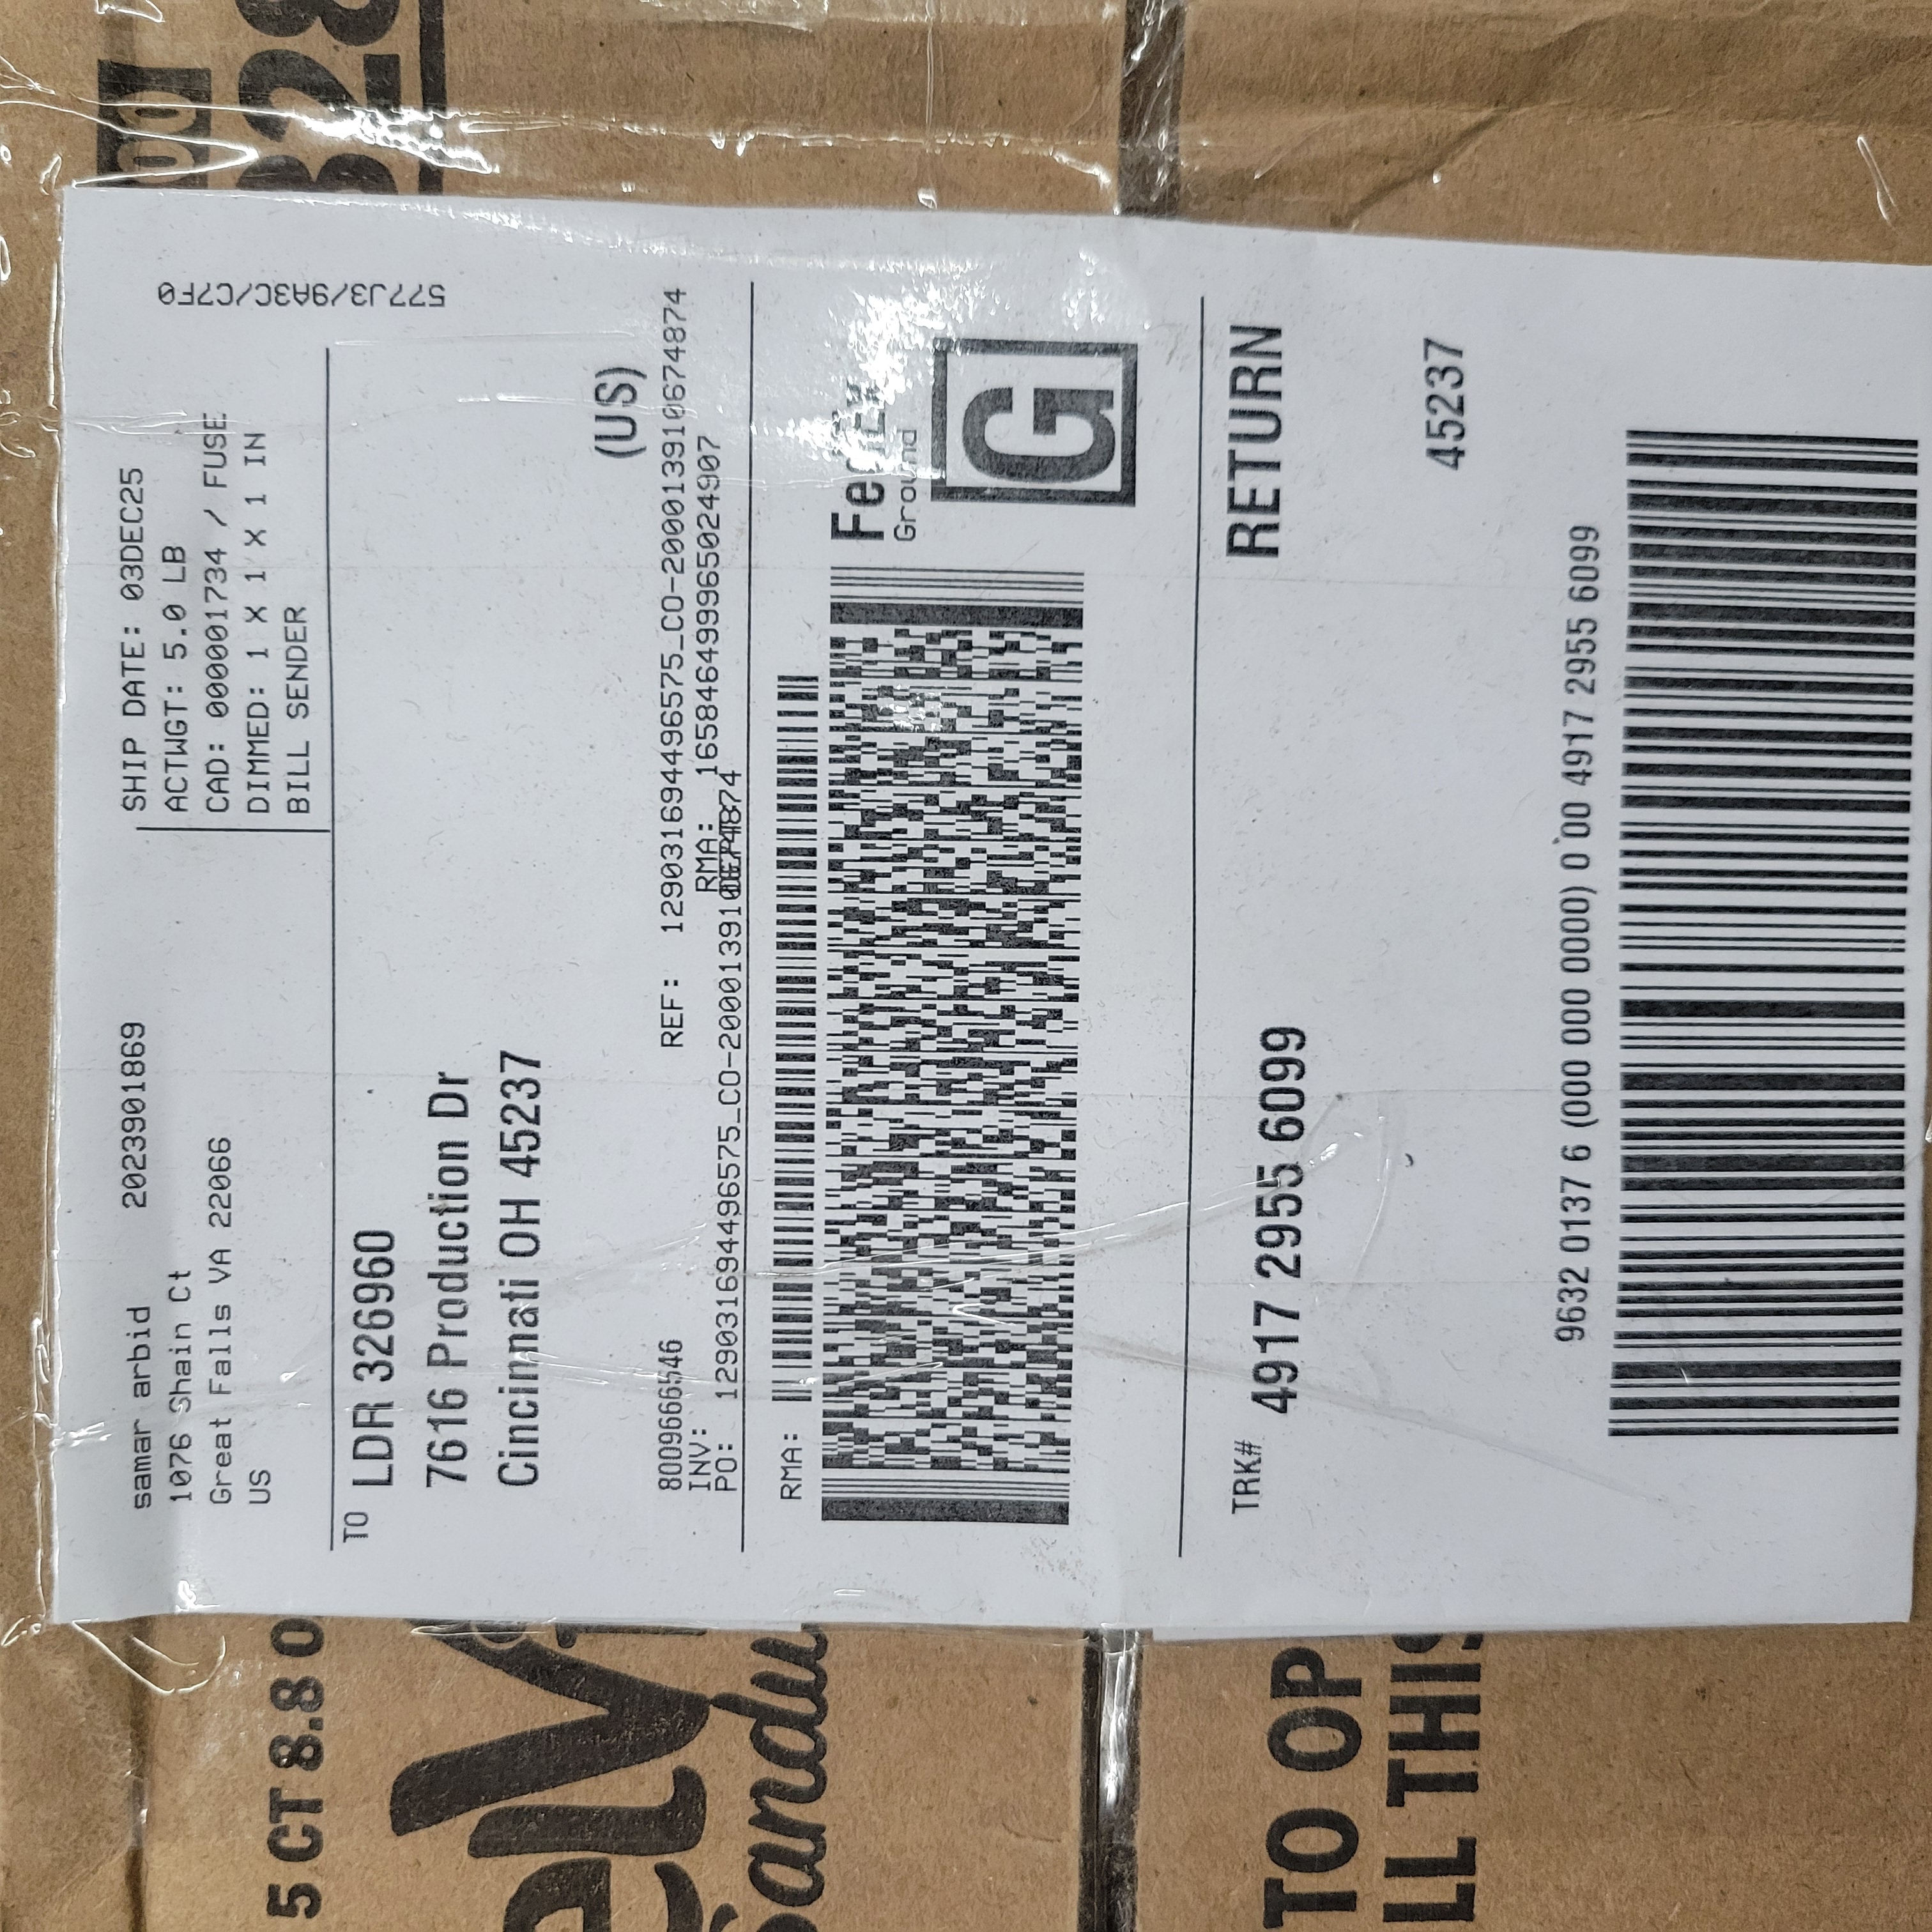 samar arbid 2023901869
1076 Shain Ct
Great Falls VA 22066
US
SHIP DATE: 03DEC25
ACTWGT: 5.0 LB
CAD: 000001734 / FUSE
DIMMED: 1 X 1 X 1 IN
BILL SENDER
577J3/9A3C/C7F0
TO LDR 326960
7616 Production Dr
Cincinnati OH 45237
(US)
8009666546 REF: 129031694496575_CO-200013910674874
INV: RMA: 165846499965024907
PO: 129031694496575_CO-200013910674874
RMA:
FedEx
Ground
G
TRK# 4917 2955 6099
RETURN
45237
9632 0137 6 (000 000 0000) 0 00 4917 2955 6099
5 CT 8.8
TO OP
THIS